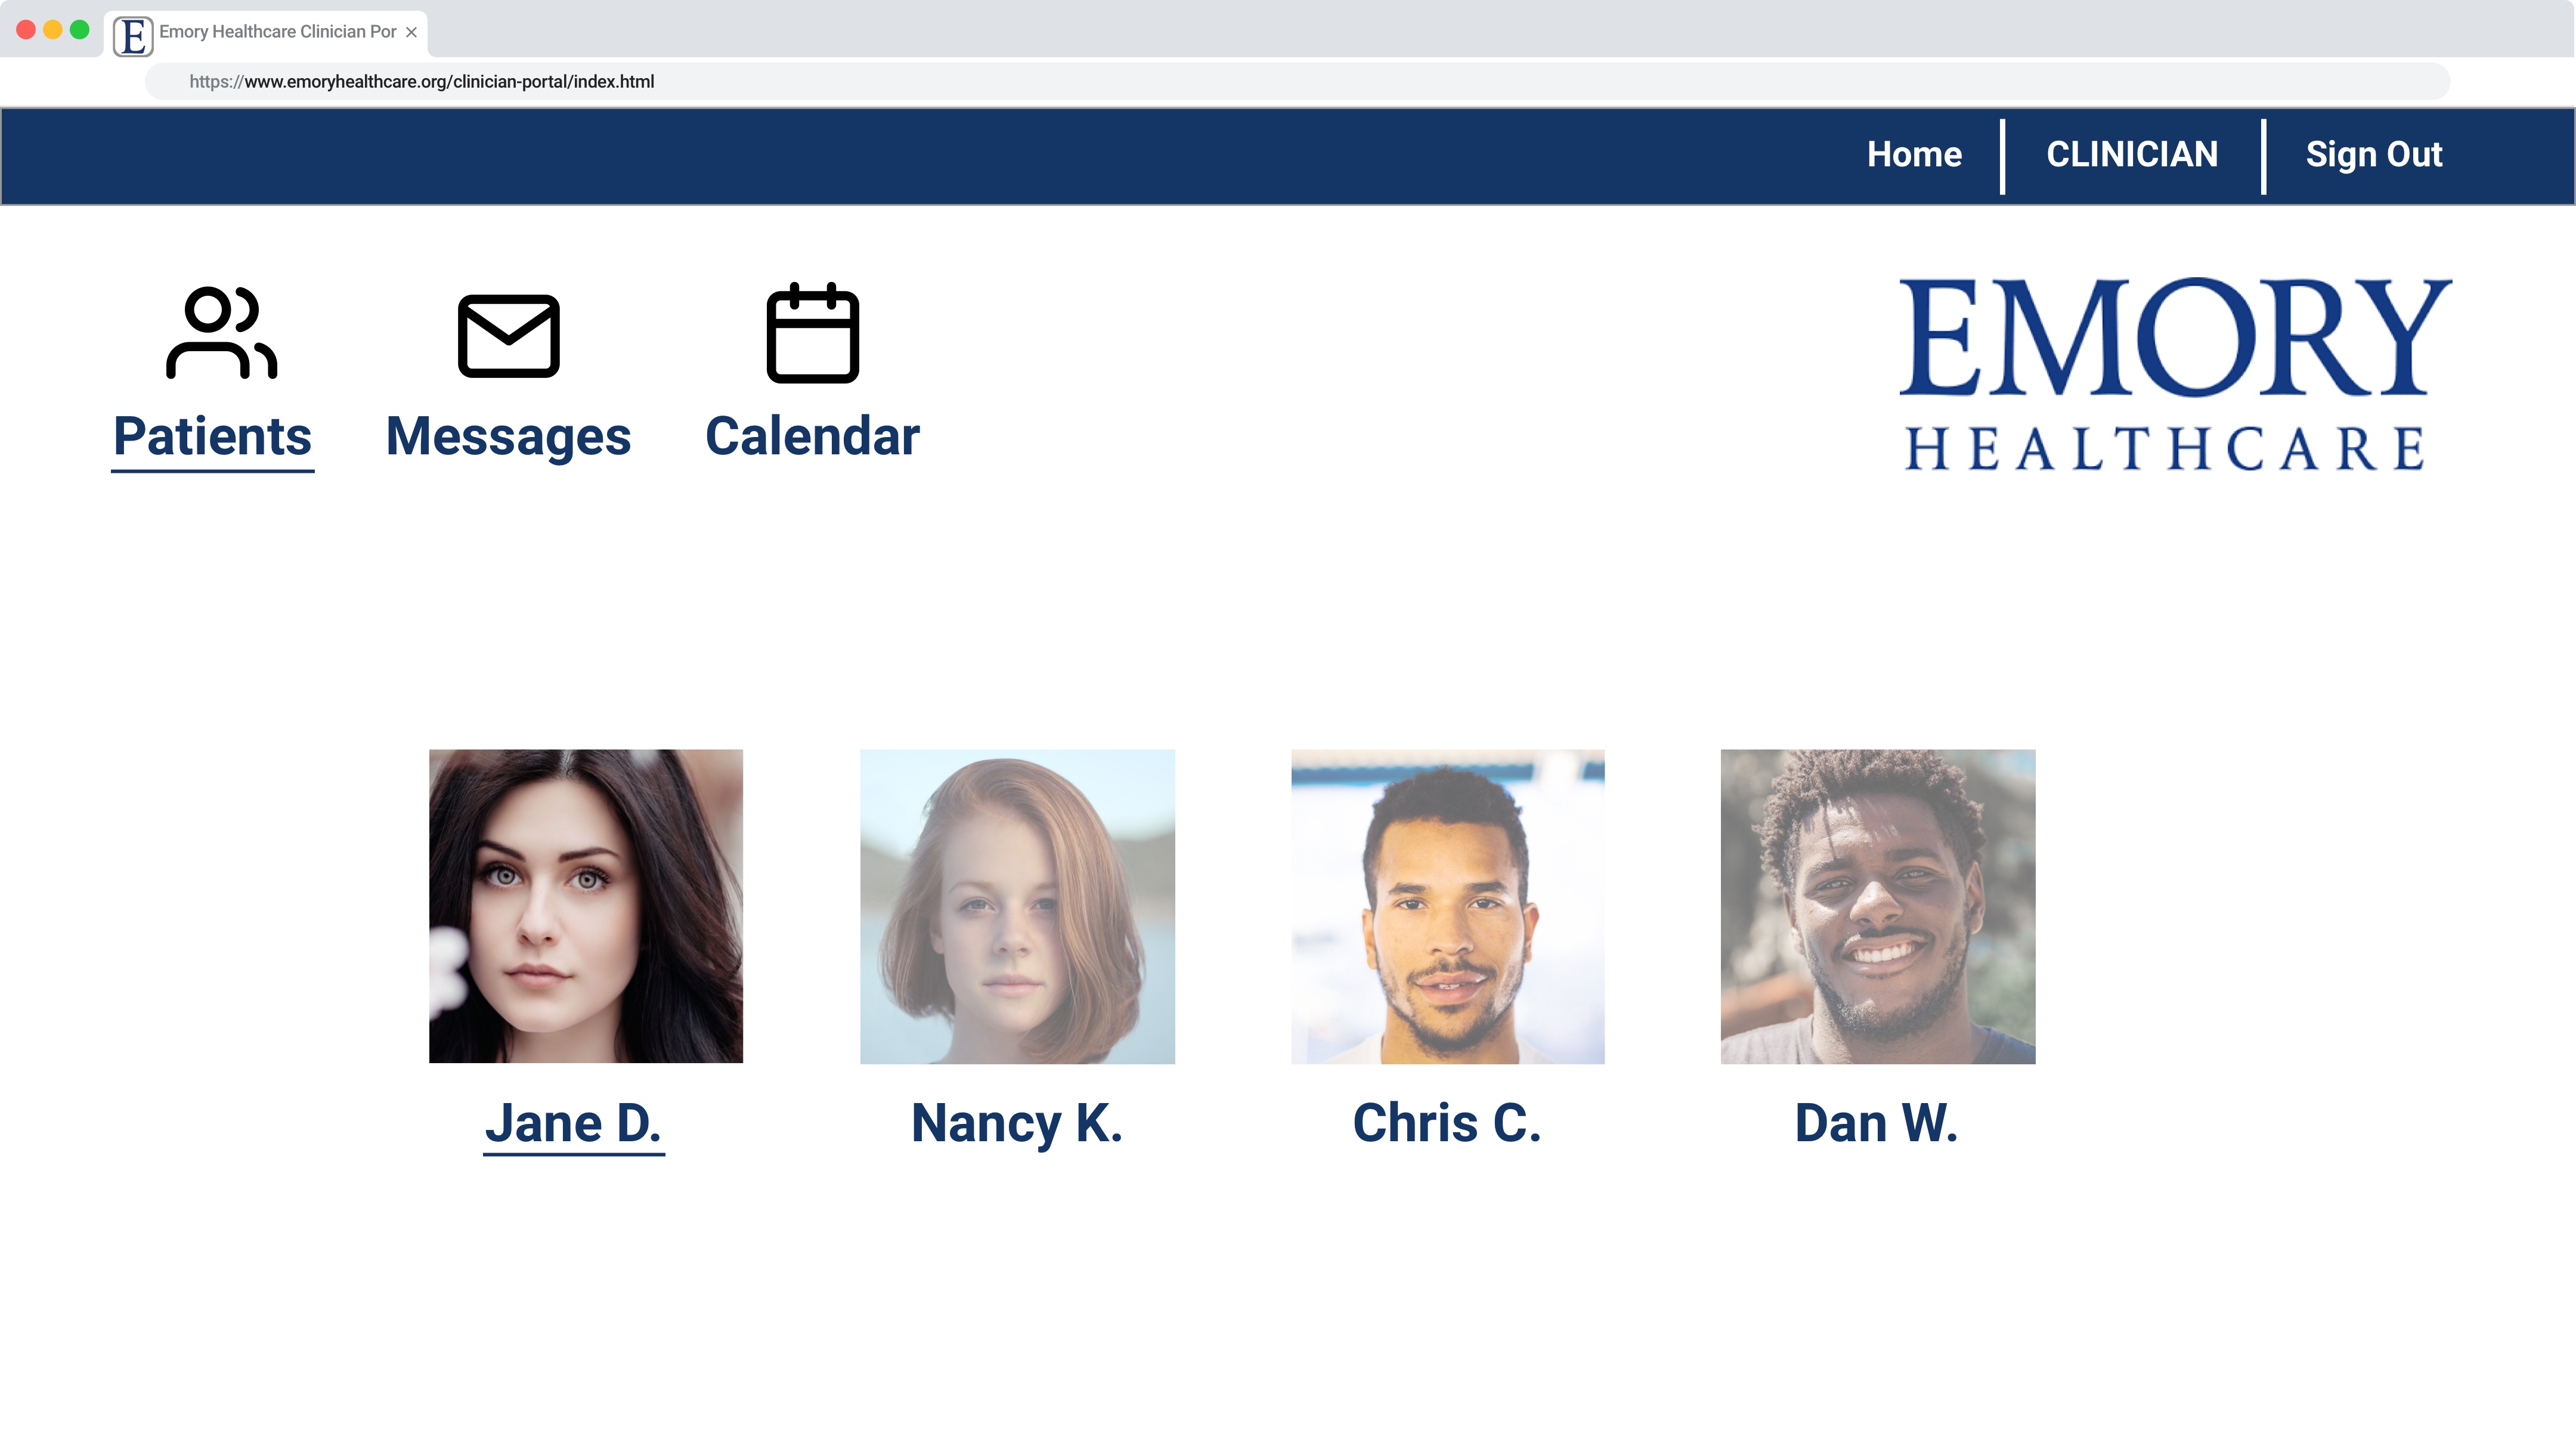 E Emory Healthcare Clinician Por
https://www.emoryhealthcare.org/clinician-portal/index.html
Home CLINICIAN Sign Out
EMORY
HEALTHCARE
Patients Messages Calendar
Jane D. Nancy K. Chris C. Dan W.